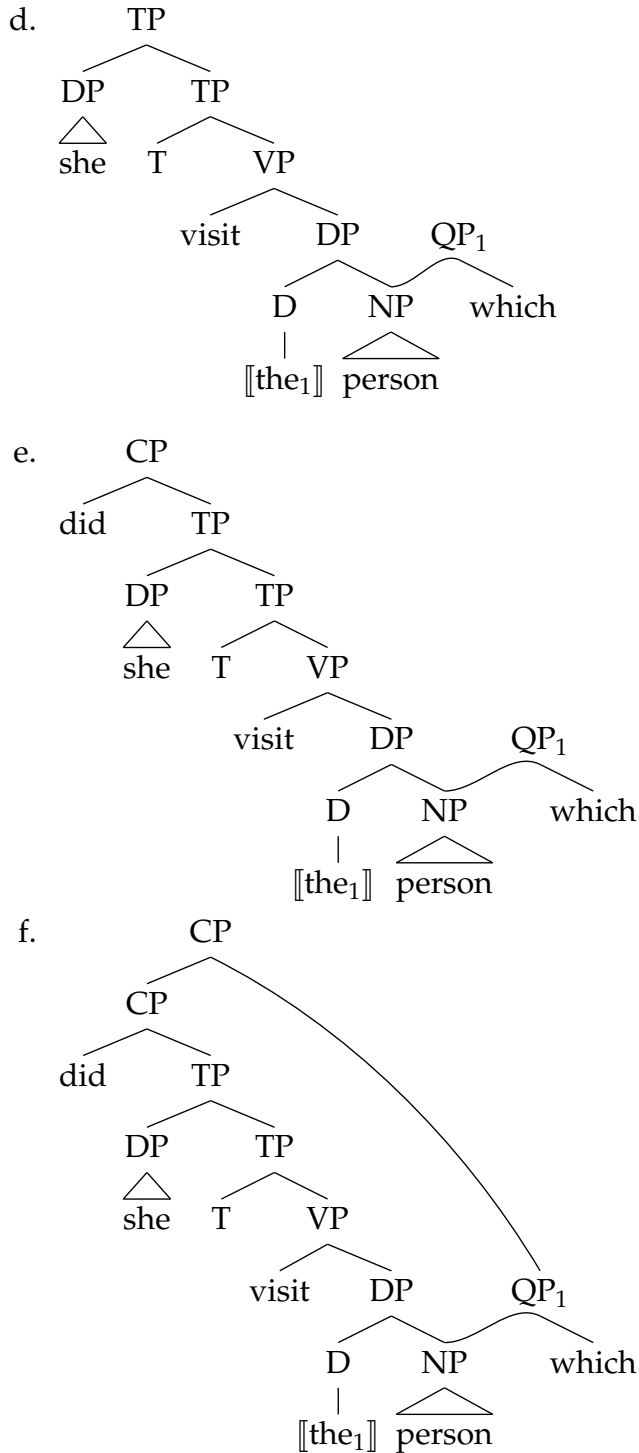 d. TP
DP TP
she T VP
visit DP QP₁
D NP which
⟦the₁⟧ person
e. CP
did TP
DP TP
she T VP
visit DP QP₁
D NP which
⟦the₁⟧ person
f. CP
CP
did TP
DP TP
she T VP
visit DP QP₁
D NP which
⟦the₁⟧ person